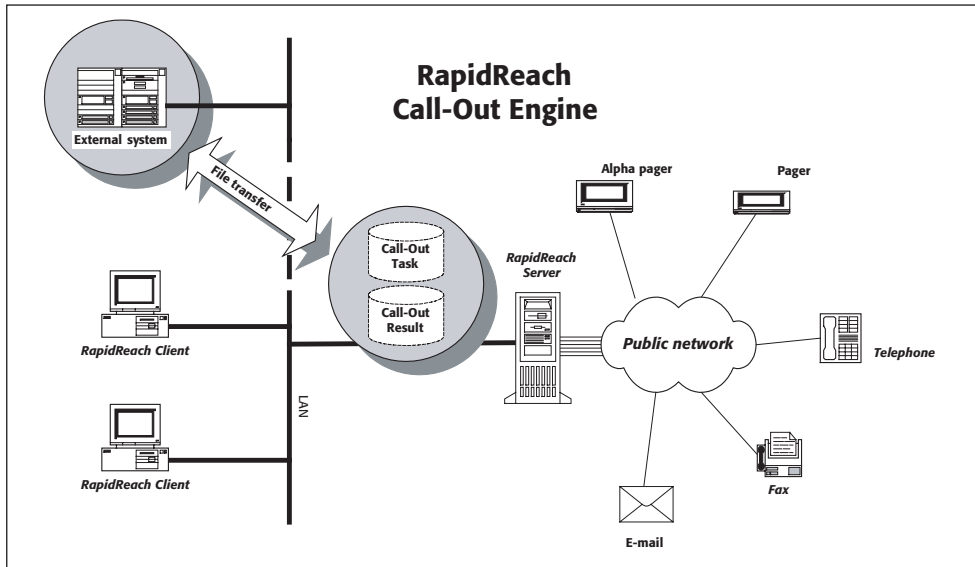 RapidReach
Call-Out Engine
External system
File transfer
Alpha pager
Pager
Call-Out
Task
Call-Out
Result
RapidReach
Server
Public network
Telephone
RapidReach Client
LAN
RapidReach Client
Fax
E-mail